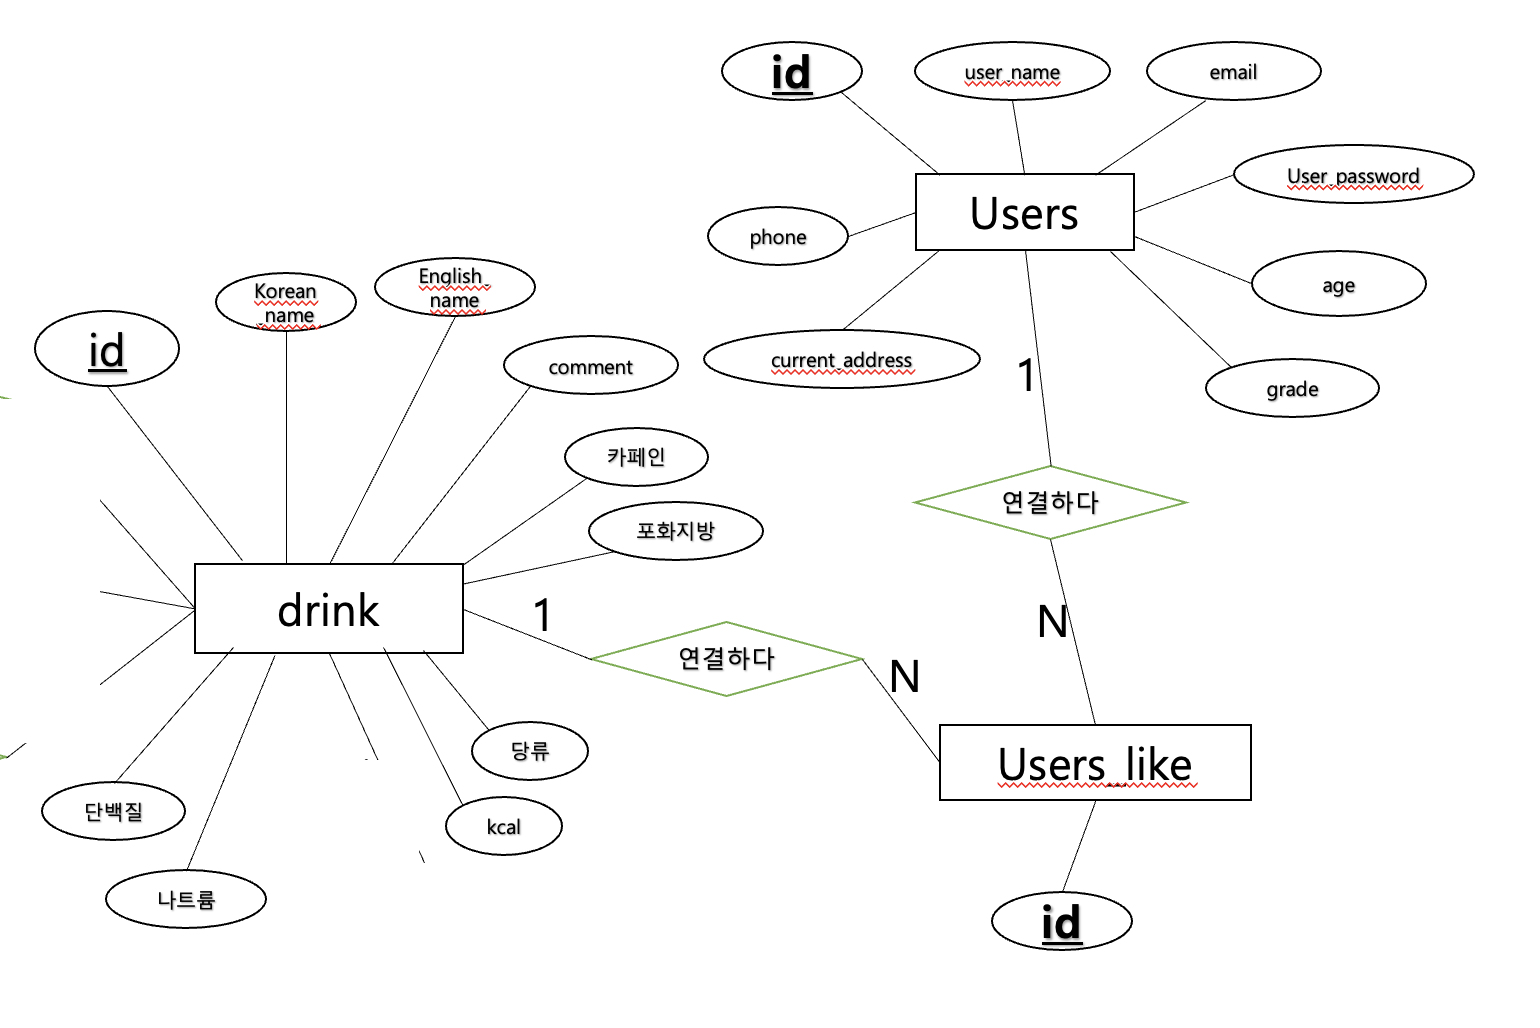 id
user_name
email
User_password
Users
phone
age
current_address
grade
1
연결하다
N
Korean
_name
English_
name
id
comment
카페인
포화지방
drink
1
연결하다
N
당류
단백질
kcal
나트륨
Users_like
id